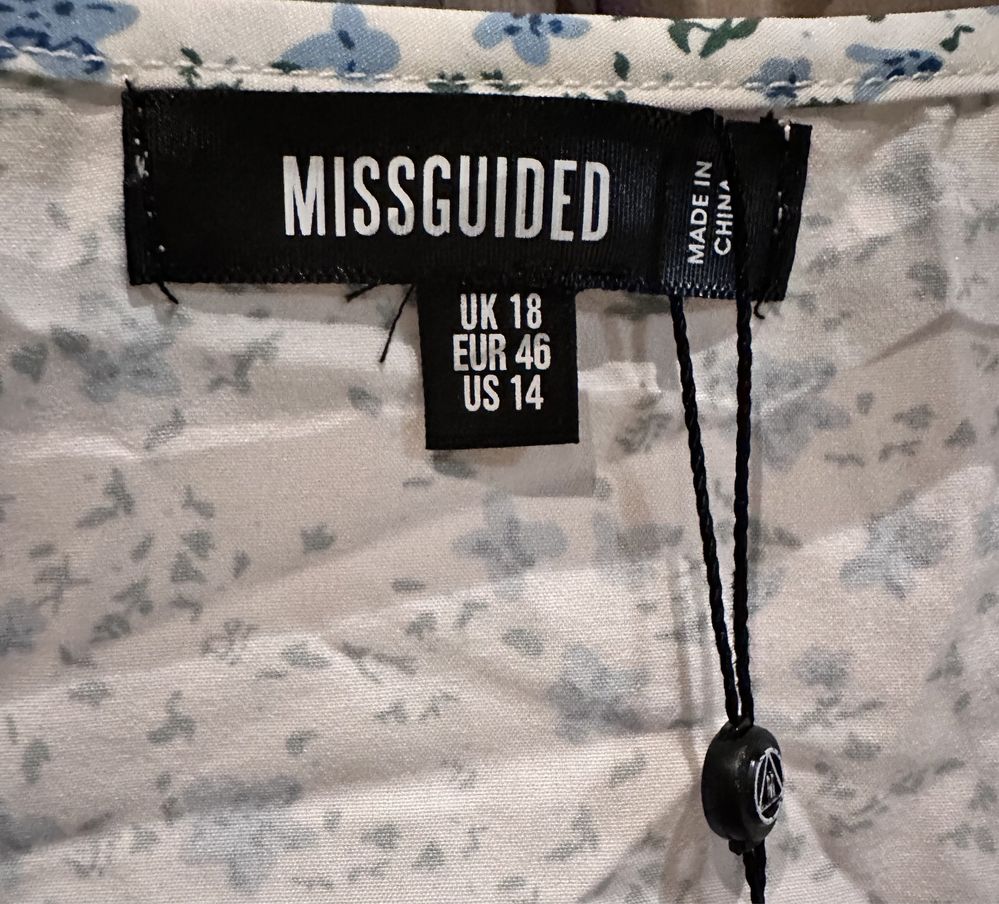 MISSGUIDED
MADE IN
CHINA
UK 18
EUR 46
US 14